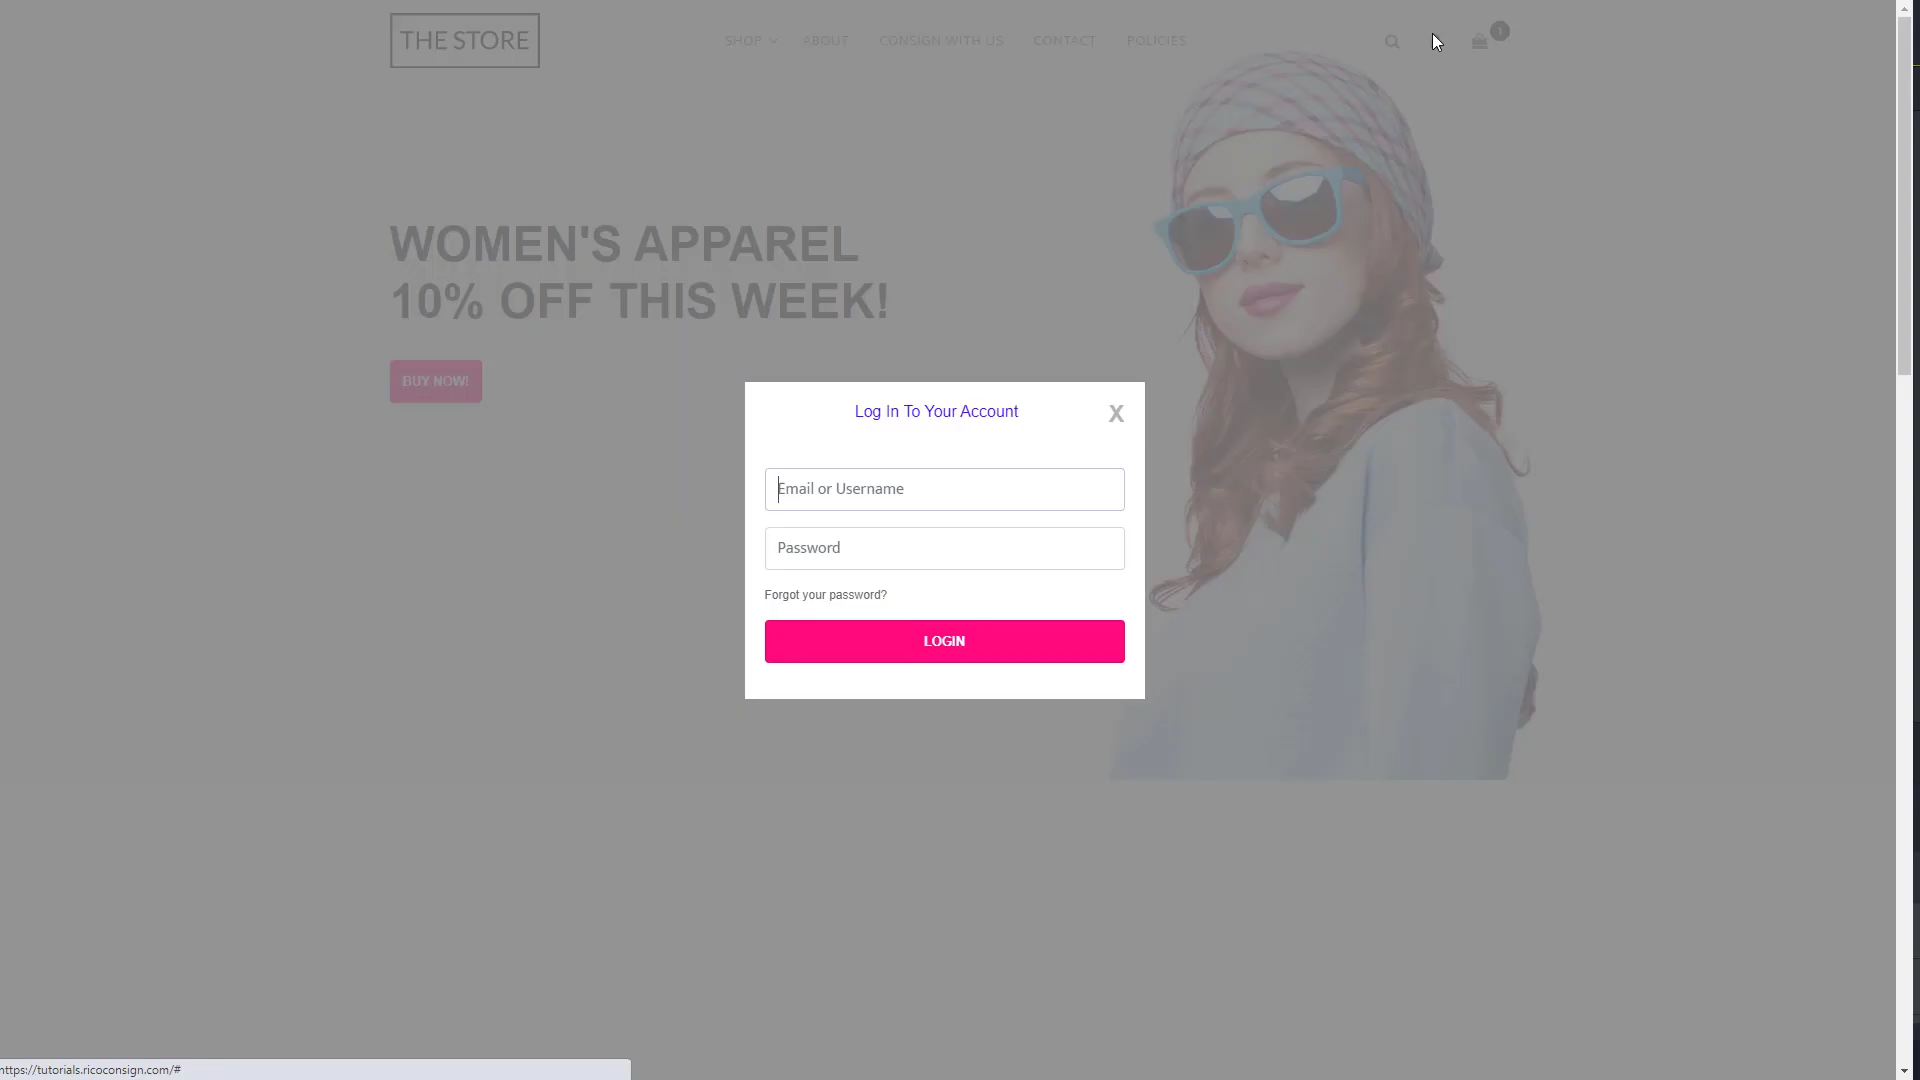 THE STORE
SHOP ABOUT CONSIGN WITH US CONTACT POLICIES
1
WOMEN'S APPAREL
10% OFF THIS WEEK!
BUY NOW!
Log In To Your Account
X
Email or Username
Password
Forgot your password?
LOGIN
https://tutorials.ricoconsign.com/#